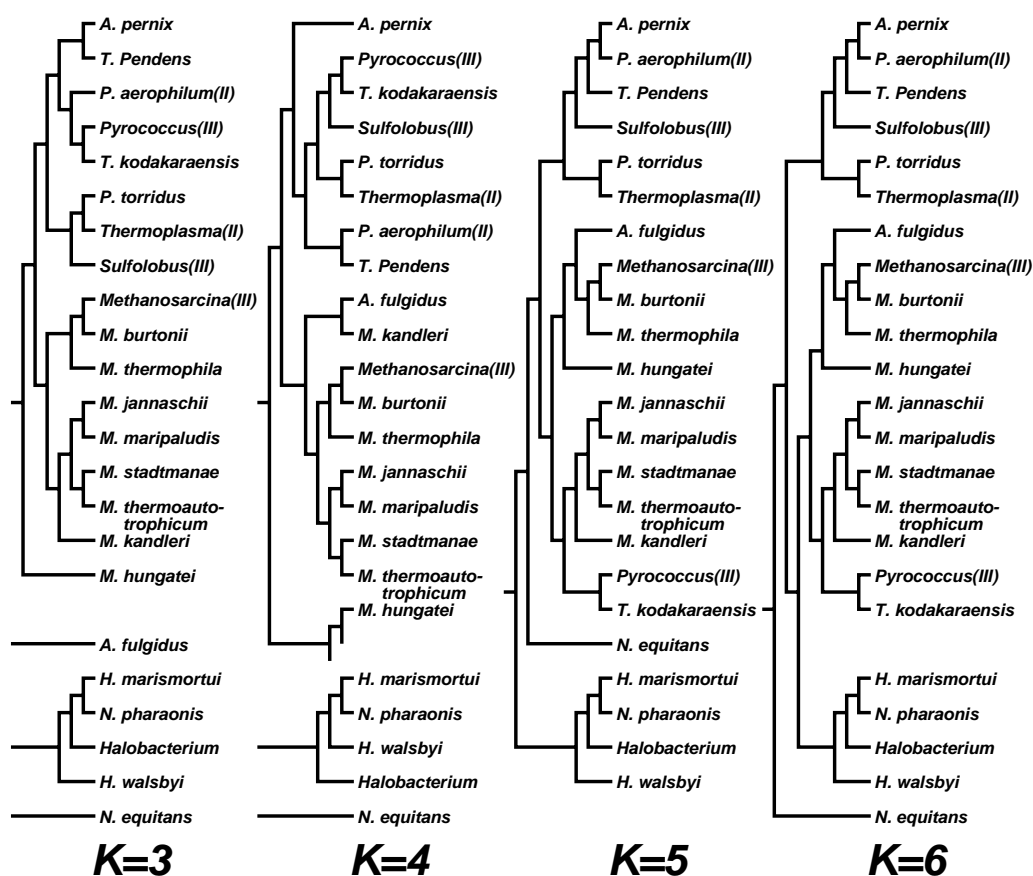 A. pernix
T. Pendens
P. aerophilum(II)
Pyrococcus(III)
T. kodakaraensis
P. torridus
Thermoplasma(II)
Sulfolobus(III)
Methanosarcina(III)
M. burtonii
M. thermophila
M. jannaschii
M. maripaludis
M. stadtmanae
M. thermoauto-
trophicum
M. kandleri
M. hungatei
A. fulgidus
H. marismortui
N. pharaonis
Halobacterium
H. walsbyi
N. equitans
K=3
A. pernix
Pyrococcus(III)
T. kodakaraensis
Sulfolobus(III)
P. torridus
Thermoplasma(II)
P. aerophilum(II)
T. Pendens
A. fulgidus
M. kandleri
Methanosarcina(III)
M. burtonii
M. thermophila
M. jannaschii
M. maripaludis
M. stadtmanae
M. thermoauto-
trophicum
M. hungatei
H. marismortui
N. pharaonis
H. walsbyi
Halobacterium
N. equitans
K=4
A. pernix
P. aerophilum(II)
T. Pendens
Sulfolobus(III)
P. torridus
Thermoplasma(II)
A. fulgidus
Methanosarcina(III)
M. burtonii
M. thermophila
M. hungatei
M. jannaschii
M. maripaludis
M. stadtmanae
M. thermoauto-
trophicum
M. kandleri
Pyrococcus(III)
T. kodakaraensis
N. equitans
H. marismortui
N. pharaonis
Halobacterium
H. walsbyi
K=5
A. pernix
P. aerophilum(II)
T. Pendens
Sulfolobus(III)
P. torridus
Thermoplasma(II)
A. fulgidus
Methanosarcina(III)
M. burtonii
M. thermophila
M. hungatei
M. jannaschii
M. maripaludis
M. stadtmanae
M. thermoauto-
trophicum
M. kandleri
Pyrococcus(III)
T. kodakaraensis
H. marismortui
N. pharaonis
Halobacterium
H. walsbyi
N. equitans
K=6